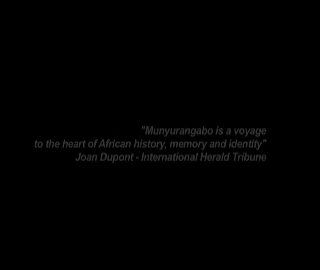 "Munyurangabo is a voyage
to the heart of African history, memory and identity"
Joan Dupont - International Herald Tribune